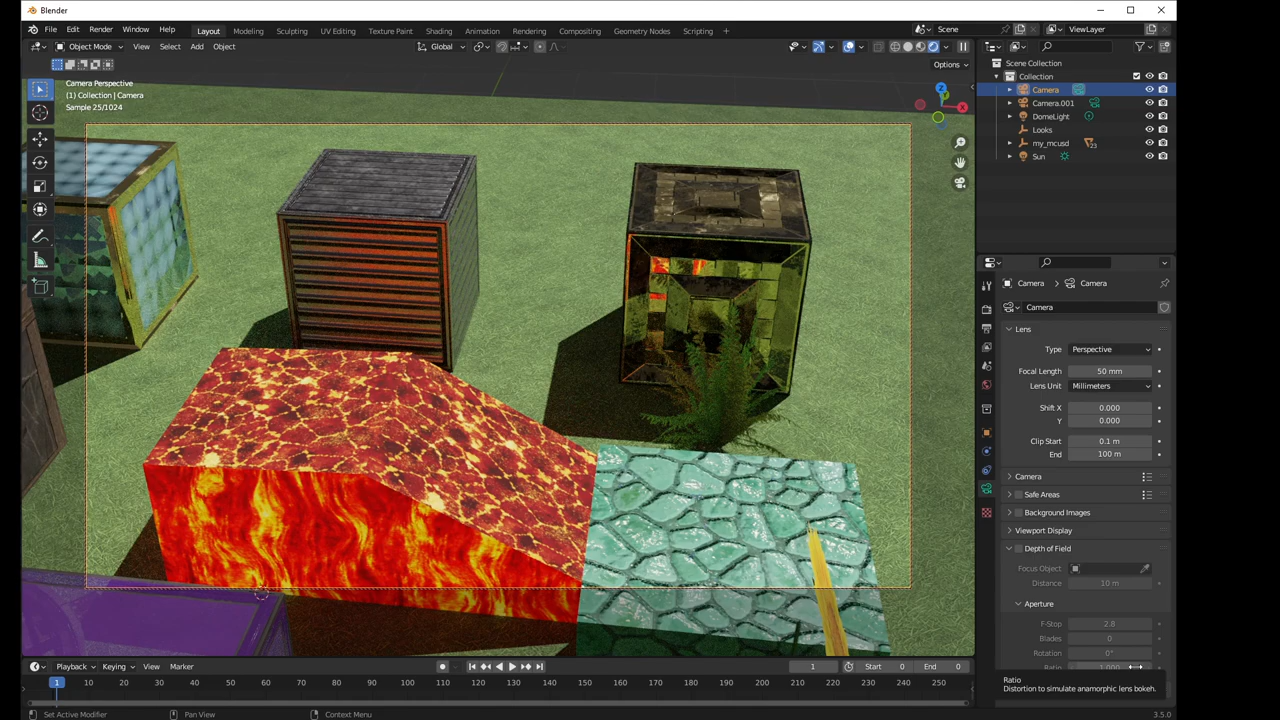 Blender
File Edit Render Window Help Layout Modeling Sculpting UV Editing Texture Paint Shading Animation Rendering Compositing Geometry Nodes Scripting + Scene ViewLayer
Object Mode View Select Add Object Global
Options
Camera Perspective
(1) Collection | Camera
Sample 25/1024
Z
X
Scene Collection
Collection
Camera
Camera.001
DomeLight
Looks
my_mcusd 23
Sun
Camera Camera
Camera
Lens
Type Perspective
Focal Length 50 mm
Lens Unit Millimeters
Shift X 0.000
Y 0.000
Clip Start 0.1 m
End 100 m
Camera
Safe Areas
Background Images
Viewport Display
Depth of Field
Focus Object
Distance 10 m
Aperture
F-Stop 2.8
Blades 0
Rotation 0°
Ratio 1.000
Ratio
Distortion to simulate anamorphic lens bokeh.
Playback Keying View Marker 1 Start 0 End 0
1 10 20 30 40 50 60 70 80 90 100 110 120 130 140 150 160 170 180 190 200 210 220 230 240 250
Set Active Modifier Pan View Context Menu 3.5.0